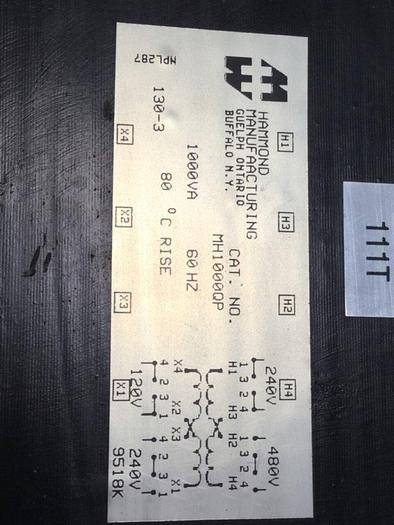 HAMMOND
MANUFAACTURING
GUELPH ONTARIO
BUFFALO N.Y.
CAT. NO.
MH1000QP
1000VA 60 HZ
80 °C RISE
130-3
NPL287
H1 H3 H2 H4
240V 480V
1 3 2 4 1 3 2 4
H1 H3 H2 H4
X4 X2 X3 X1
4 2 3 1 4 2 3 1
120V 240V
9518K
X4 X2 X3 X1
111T